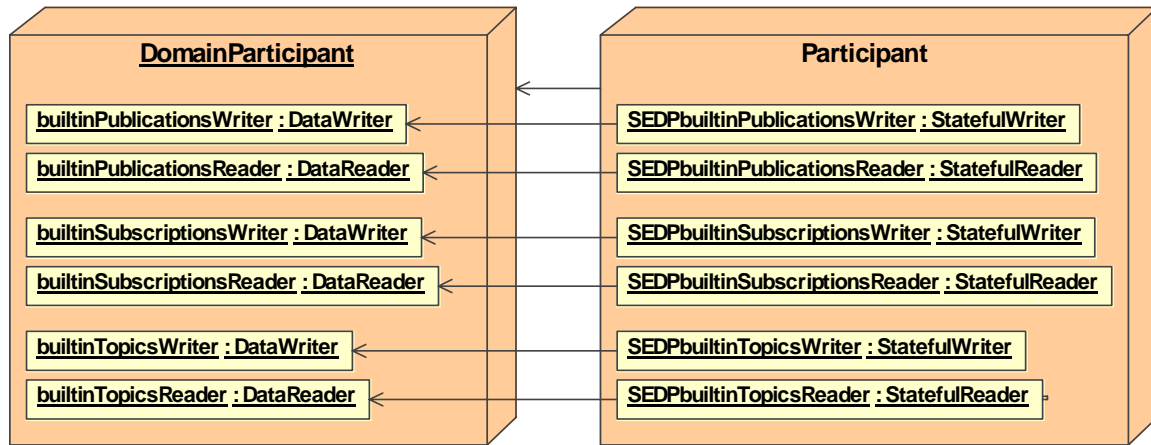 DomainParticipant
builtinPublicationsWriter : DataWriter
builtinPublicationsReader : DataReader
builtinSubscriptionsWriter : DataWriter
builtinSubscriptionsReader : DataReader
builtinTopicsWriter : DataWriter
builtinTopicsReader : DataReader
Participant
SEDPbuiltinPublicationsWriter : StatefulWriter
SEDPbuiltinPublicationsReader : StatefulReader
SEDPbuiltinSubscriptionsWriter : StatefulWriter
SEDPbuiltinSubscriptionsReader : StatefulReader
SEDPbuiltinTopicsWriter : StatefulWriter
SEDPbuiltinTopicsReader : StatefulReader